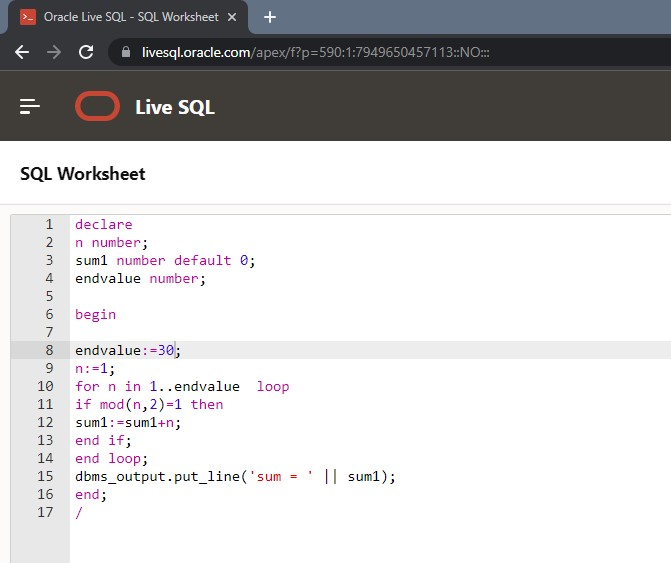 Oracle Live SQL - SQL Worksheet
livesql.oracle.com/apex/f?p=590:1:7949650457113::NO:::
Live SQL
SQL Worksheet
1 declare
2 n number;
3 sum1 number default 0;
4 endvalue number;
5
6 begin
7
8 endvalue:=30;
9 n:=1;
10 for n in 1..endvalue  loop
11 if mod(n,2)=1 then
12 sum1:=sum1+n;
13 end if;
14 end loop;
15 dbms_output.put_line('sum = ' || sum1);
16 end;
17 /